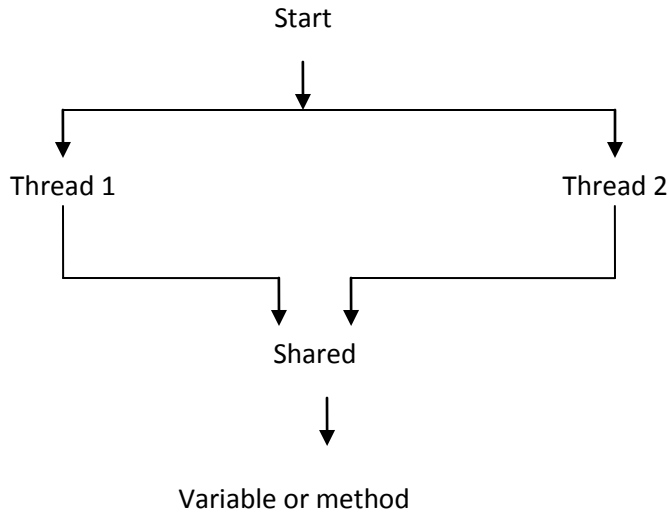 Start
Thread 1
Thread 2
Shared
Variable or method